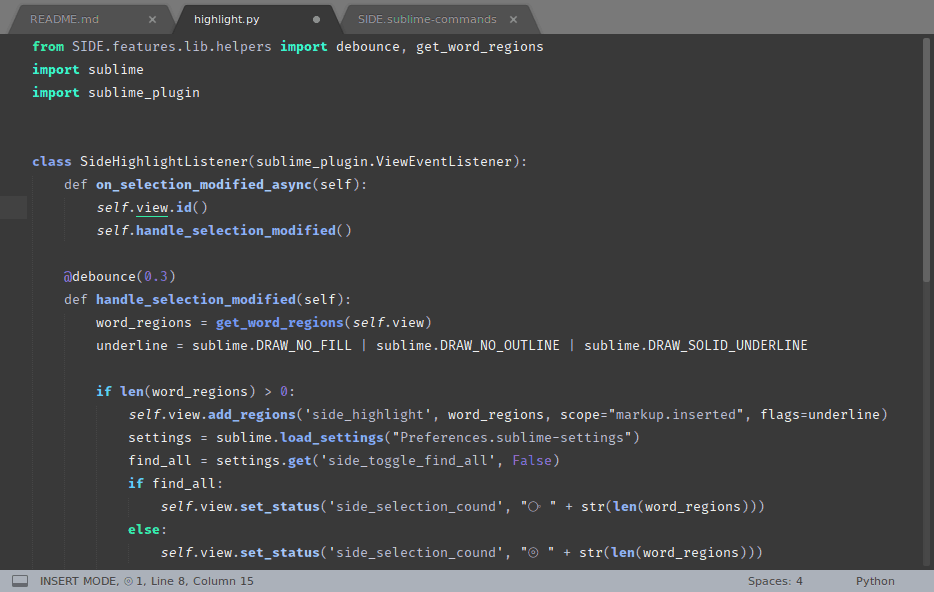 README.md × highlight.py ● SIDE.sublime-commands ×
from SIDE.features.lib.helpers import debounce, get_word_regions
import sublime
import sublime_plugin
class SideHighlightListener(sublime_plugin.ViewEventListener):
    def on_selection_modified_async(self):
        self.view.id()
        self.handle_selection_modified()
    @debounce(0.3)
    def handle_selection_modified(self):
        word_regions = get_word_regions(self.view)
        underline = sublime.DRAW_NO_FILL | sublime.DRAW_NO_OUTLINE | sublime.DRAW_SOLID_UNDERLINE
        if len(word_regions) > 0:
            self.view.add_regions('side_highlight', word_regions, scope="markup.inserted", flags=underline)
            settings = sublime.load_settings("Preferences.sublime-settings")
            find_all = settings.get('side_toggle_find_all', False)
            if find_all:
                self.view.set_status('side_selection_cound', "⧂ " + str(len(word_regions)))
            else:
                self.view.set_status('side_selection_cound', "⌾ " + str(len(word_regions)))
INSERT MODE, ⌾ 1, Line 8, Column 15 Spaces: 4 Python